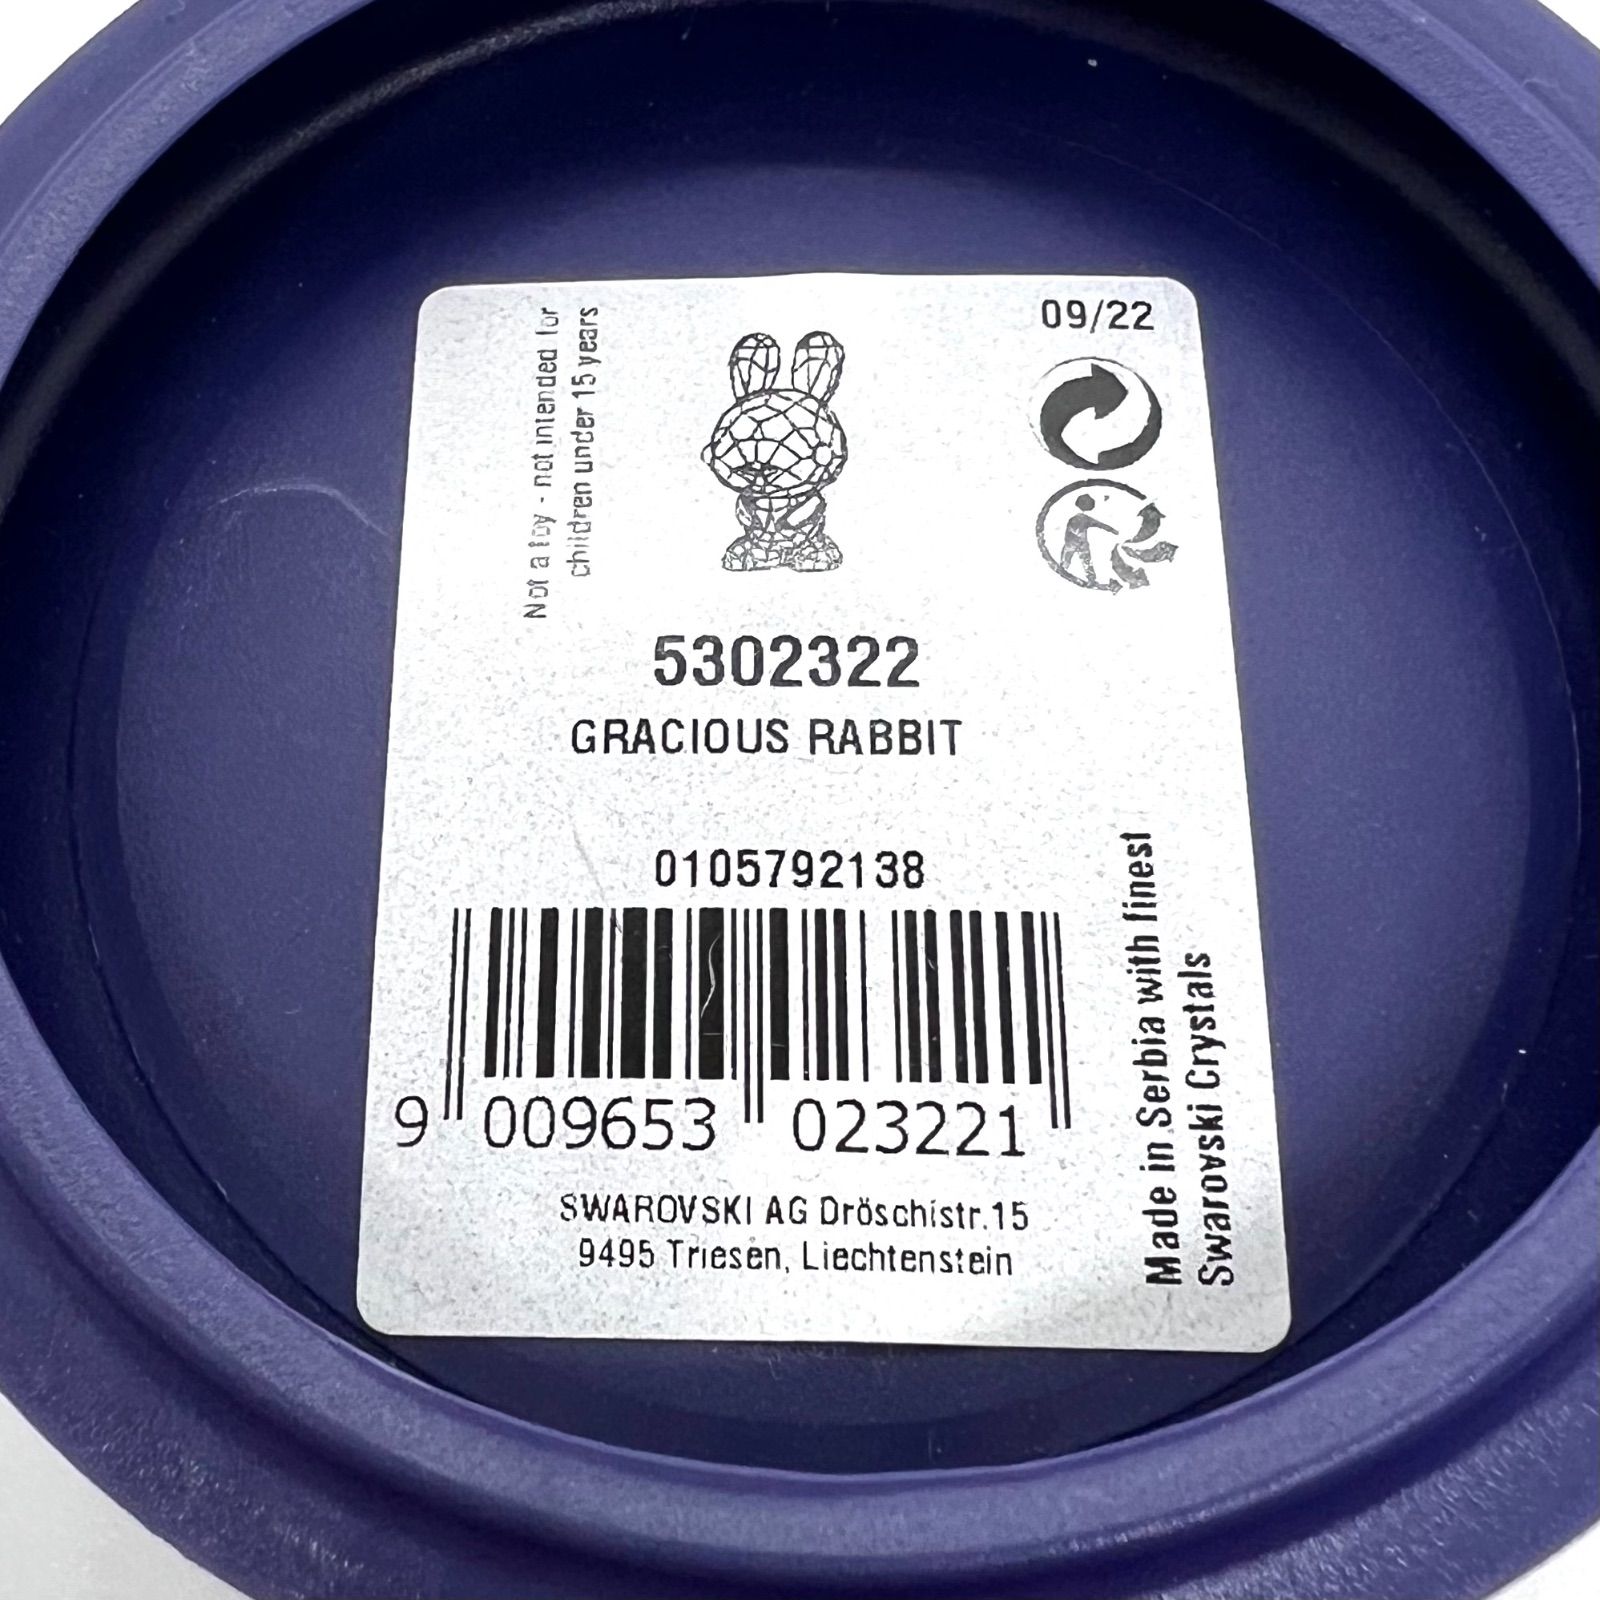 Not a toy - not intended for
children under 15 years
09/22
5302322
GRACIOUS RABBIT
0105792138
9 009653 023221
SWAROVSKI AG Dröschistr.15
9495 Triesen, Liechtenstein
Made in Serbia with finest
Swarovski Crystals